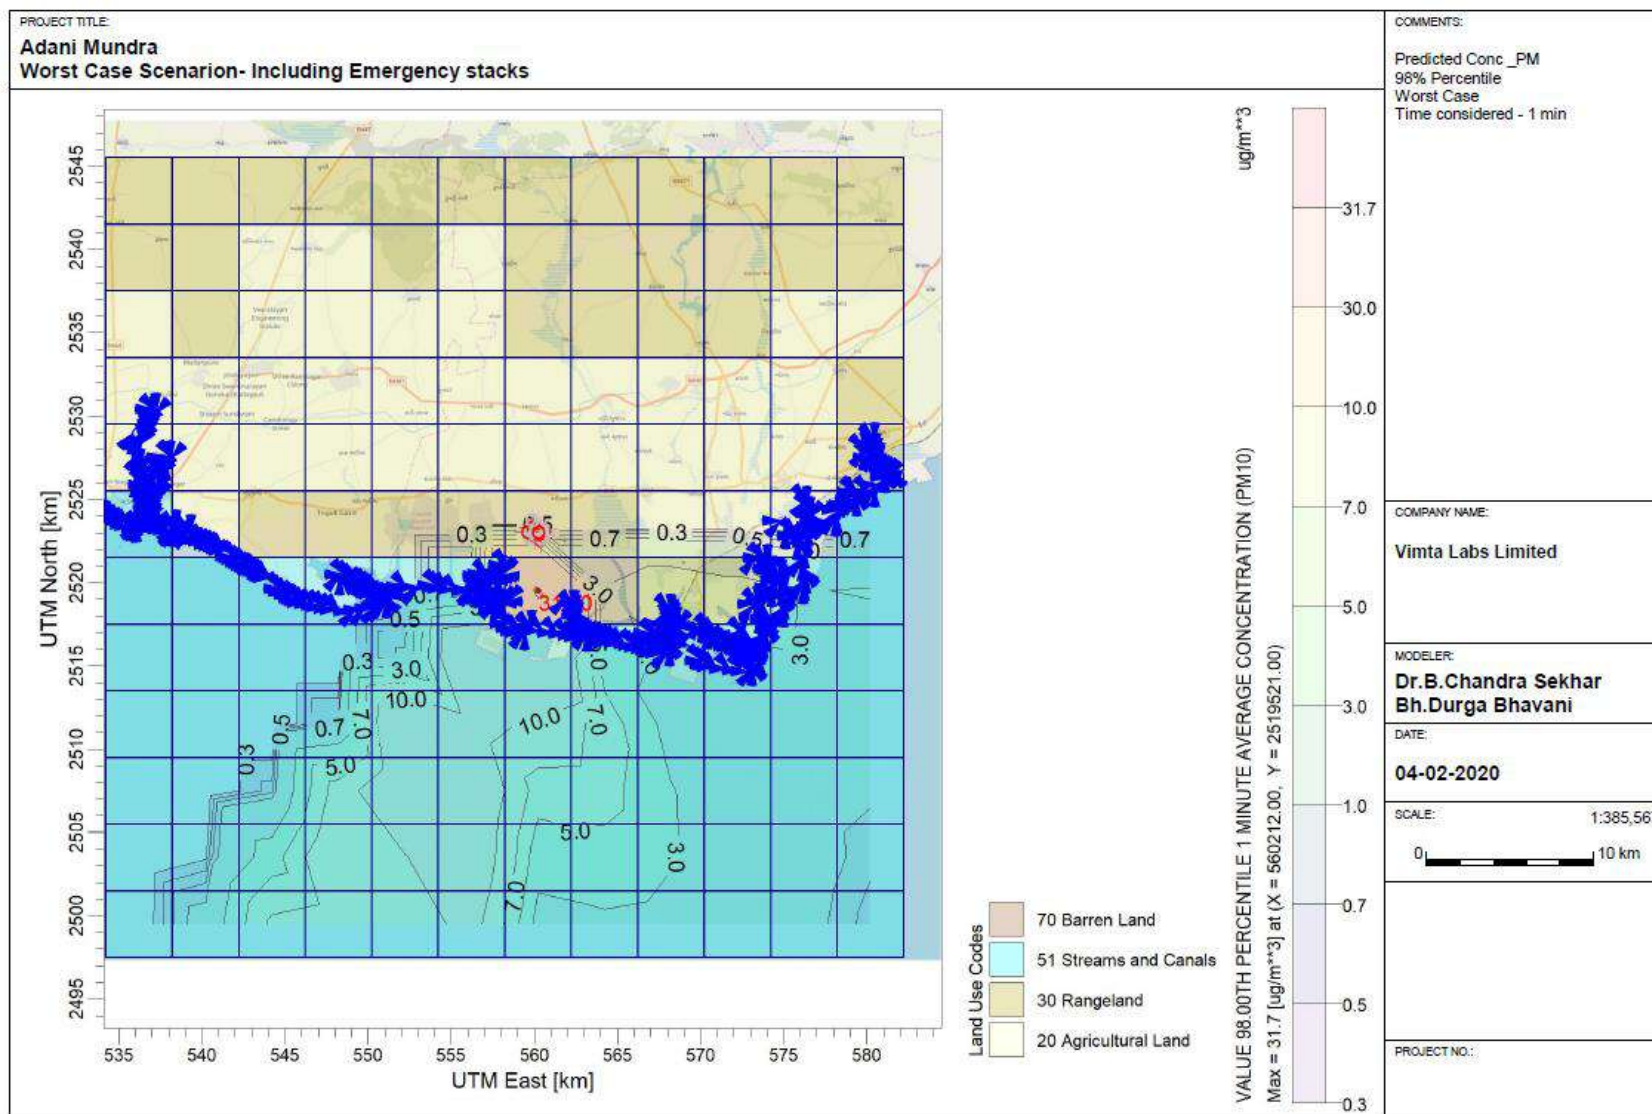 PROJECT TITLE:
Adani Mundra
Worst Case Scenarion- Including Emergency stacks
COMMENTS:
Predicted Conc _PM
98% Percentile
Worst Case
Time considered - 1 min
COMPANY NAME:
Vimta Labs Limited
MODELER:
Dr.B.Chandra Sekhar
Bh.Durga Bhavani
DATE:
04-02-2020
SCALE:
1:385,56
0
10 km
PROJECT NO.:
UTM North [km]
2545
2540
2535
2530
2525
2520
2515
2510
2505
2500
2495
535 540 545 550 555 560 565 570 575 580
UTM East [km]
0.3
0.7
0.3
0.5
0.7
3.0
0.5
0.3
3.0
10.0
3.0
0.5
0.7
7.0
10.0
7.0
0.3
5.0
5.0
3.0
7.0
Land Use Codes
70 Barren Land
51 Streams and Canals
30 Rangeland
20 Agricultural Land
VALUE 98.00TH PERCENTILE 1 MINUTE AVERAGE CONCENTRATION (PM10)
Max = 31.7 [ug/m**3] at (X = 560212.00, Y = 2519521.00)
ug/m**3
31.7
30.0
10.0
7.0
5.0
3.0
1.0
0.7
0.5
0.3